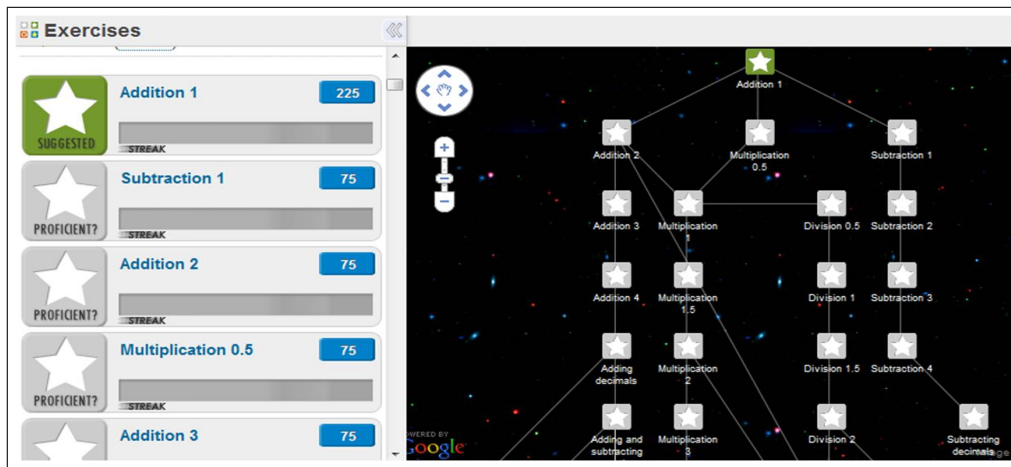 Exercises
Addition 1
225
SUGGESTED
STREAK
Subtraction 1
75
PROFICIENT?
STREAK
Addition 2
75
PROFICIENT?
STREAK
Multiplication 0.5
75
PROFICIENT?
STREAK
Addition 3
75
Addition 1
Addition 2
Multiplication
0.5
Subtraction 1
Addition 3
Multiplication
1
Division 0.5
Subtraction 2
Addition 4
Multiplication
1.5
Division 1
Subtraction 3
Adding
decimals
Multiplication
2
Division 1.5
Subtraction 4
Adding and
subtracting
Multiplication
3
Division 2
Subtracting
decimals
Google